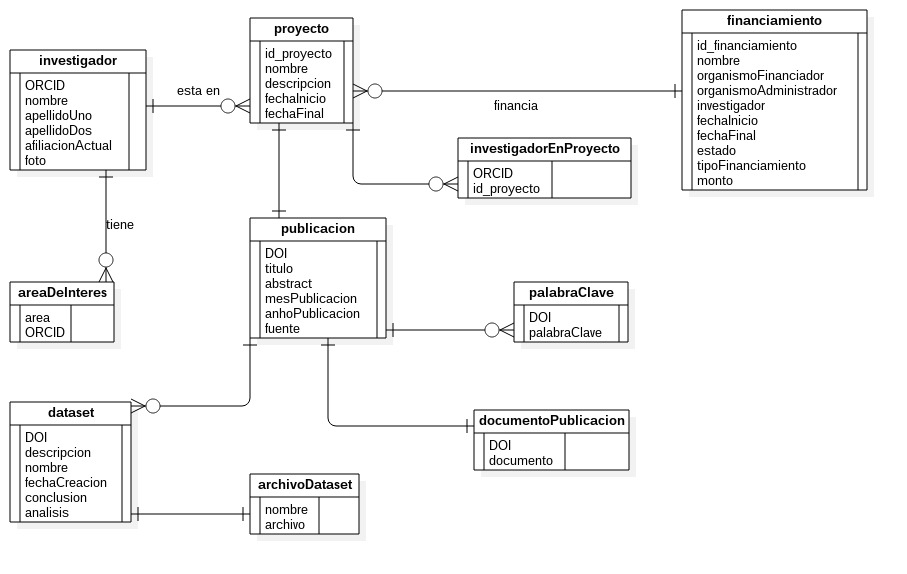 investigador
ORCID
nombre
apellidoUno
apellidoDos
afiliacionActual
foto
esta en
proyecto
id_proyecto
nombre
descripcion
fechaInicio
fechaFinal
financia
financiamiento
id_financiamiento
nombre
organismoFinanciador
organismoAdministrador
investigador
fechaInicio
fechaFinal
estado
tipoFinanciamiento
monto
investigadorEnProyecto
ORCID
id_proyecto
tiene
areaDeInteres
area
ORCID
publicacion
DOI
titulo
abstract
mesPublicacion
anhoPublicacion
fuente
palabraClave
DOI
palabraClave
dataset
DOI
descripcion
nombre
fechaCreacion
conclusion
analisis
documentoPublicacion
DOI
documento
archivoDataset
nombre
archivo